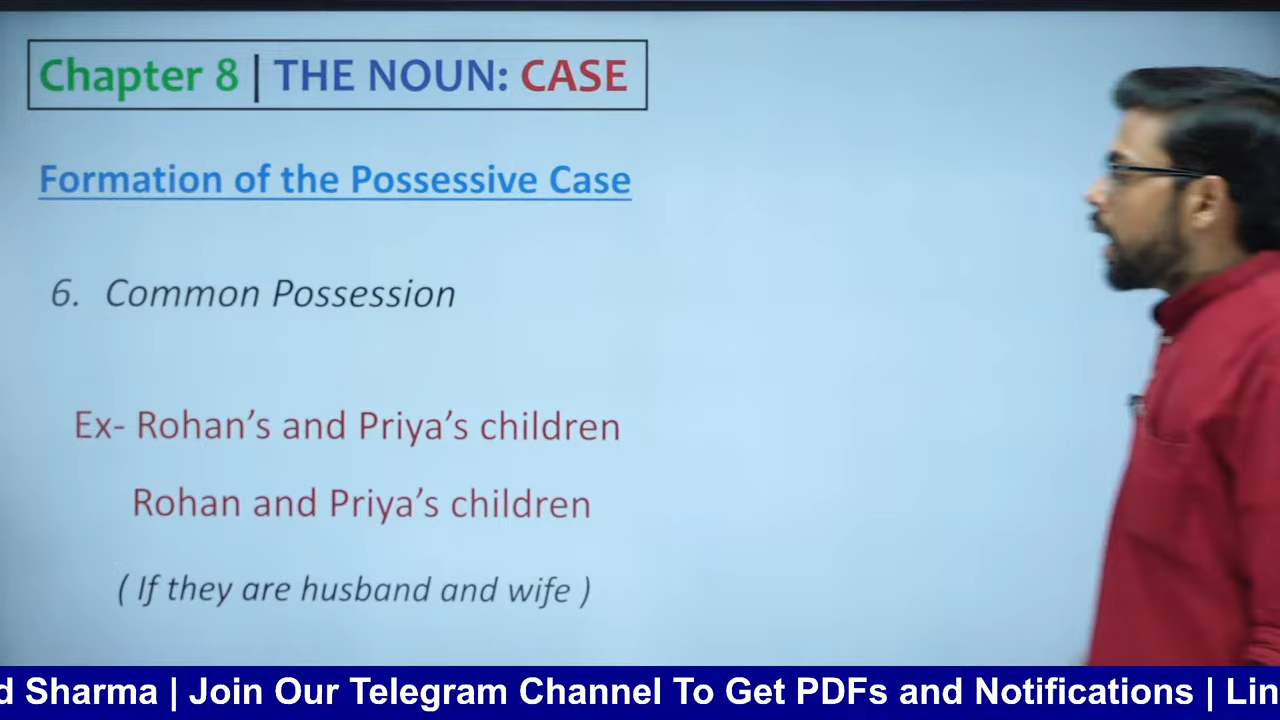 Chapter 8 | THE NOUN: CASE
Formation of the Possessive Case
6. Common Possession
Ex- Rohan’s and Priya’s children
Rohan and Priya’s children
( If they are husband and wife )
Sharma | Join Our Telegram Channel To Get PDFs and Notifications |